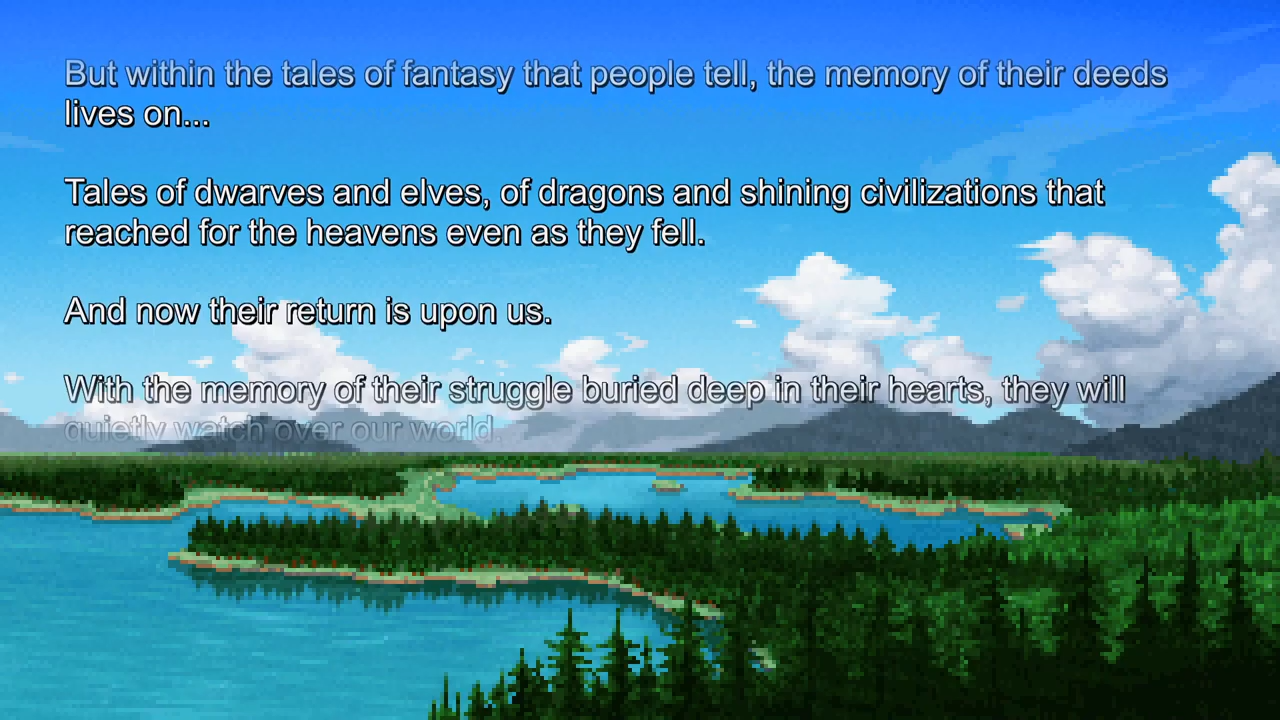 But within the tales of fantasy that people tell, the memory of their deeds
lives on...
Tales of dwarves and elves, of dragons and shining civilizations that
reached for the heavens even as they fell.
And now their return is upon us.
With the memory of their struggle buried deep in their hearts, they will
quietly watch over our world.